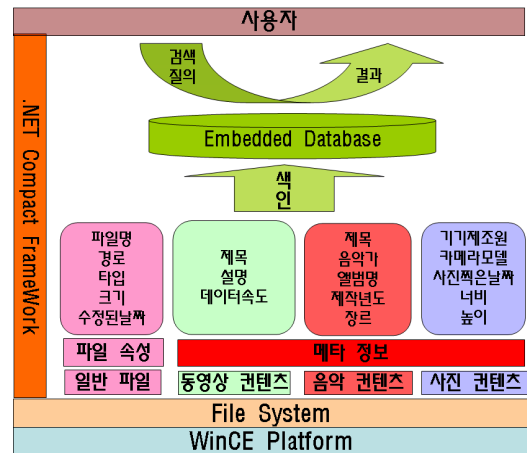 사용자
.NET Compact FrameWork
검색
질의
결과
Embedded Database
색
인
파일명
경로
타입
크기
수정된날짜
제목
설명
데이터속도
제목
음악가
앨범명
제작년도
장르
기기제조원
카메라모델
사진찍은날짜
너비
높이
파일 속성
메타 정보
일반 파일
동영상 컨텐츠
음악 컨텐츠
사진 컨텐츠
File System
WinCE Platform